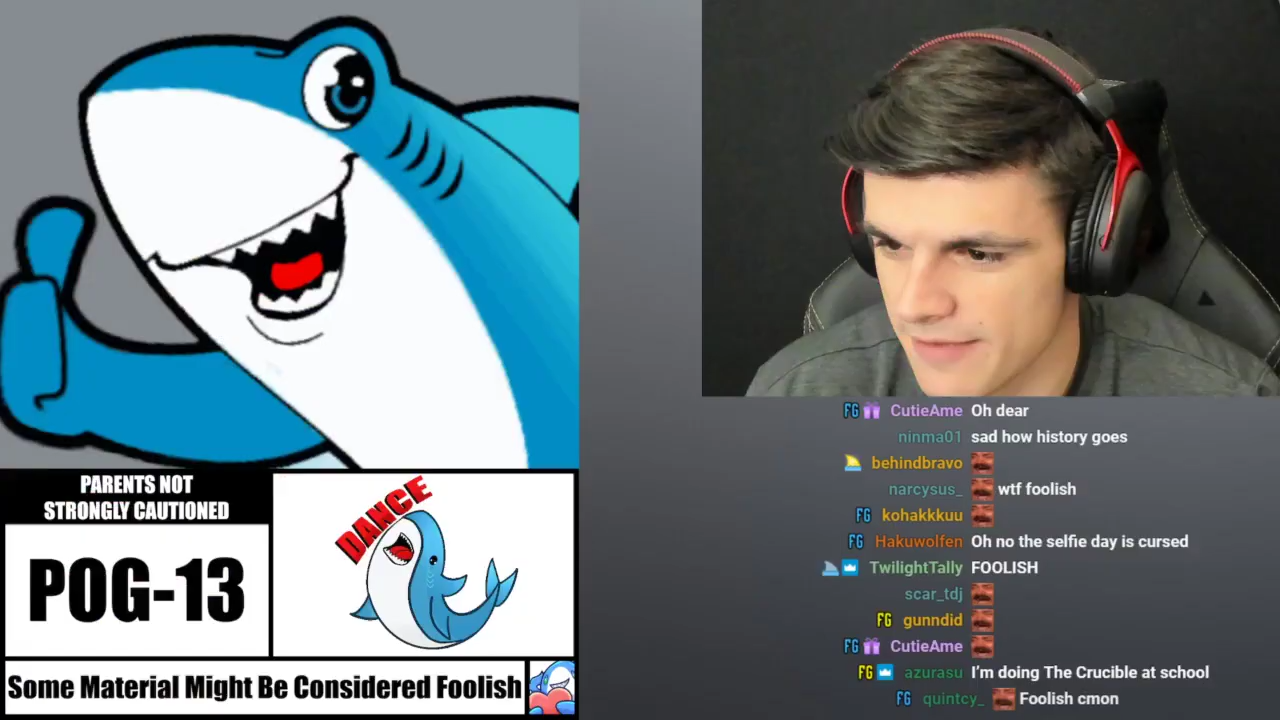 PARENTS NOT
STRONGLY CAUTIONED
POG-13
DANCE
Some Material Might Be Considered Foolish
FG CutieAme Oh dear
ninma01 sad how history goes
behindbravo
narcysus_ wtf foolish
FG kohakkkuu
FG Hakuwolfen Oh no the selfie day is cursed
TwilightTally FOOLISH
scar_tdj
FG gunndid
FG CutieAme
FG azurasu I'm doing The Crucible at school
FG quintcy_ Foolish cmon